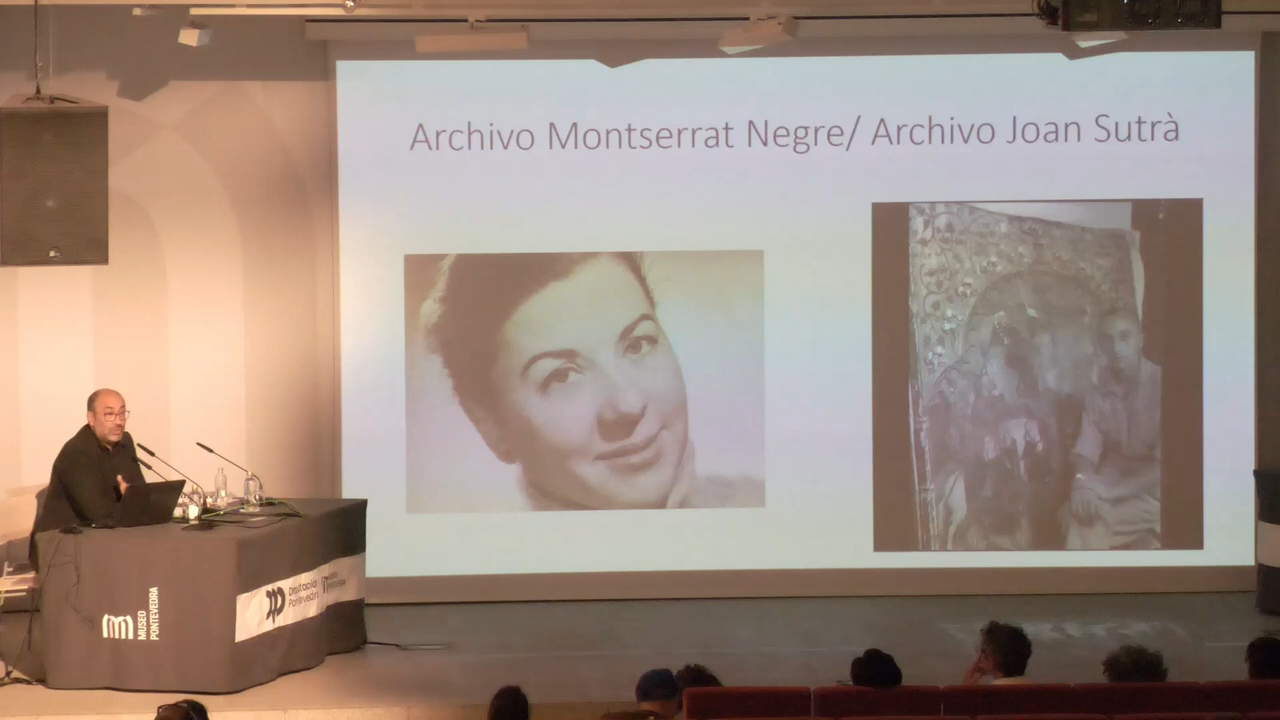 Archivo Montserrat Negre/ Archivo Joan Sutrà
MUSEO
PONTEVEDRA
Deputación
Pontevedra